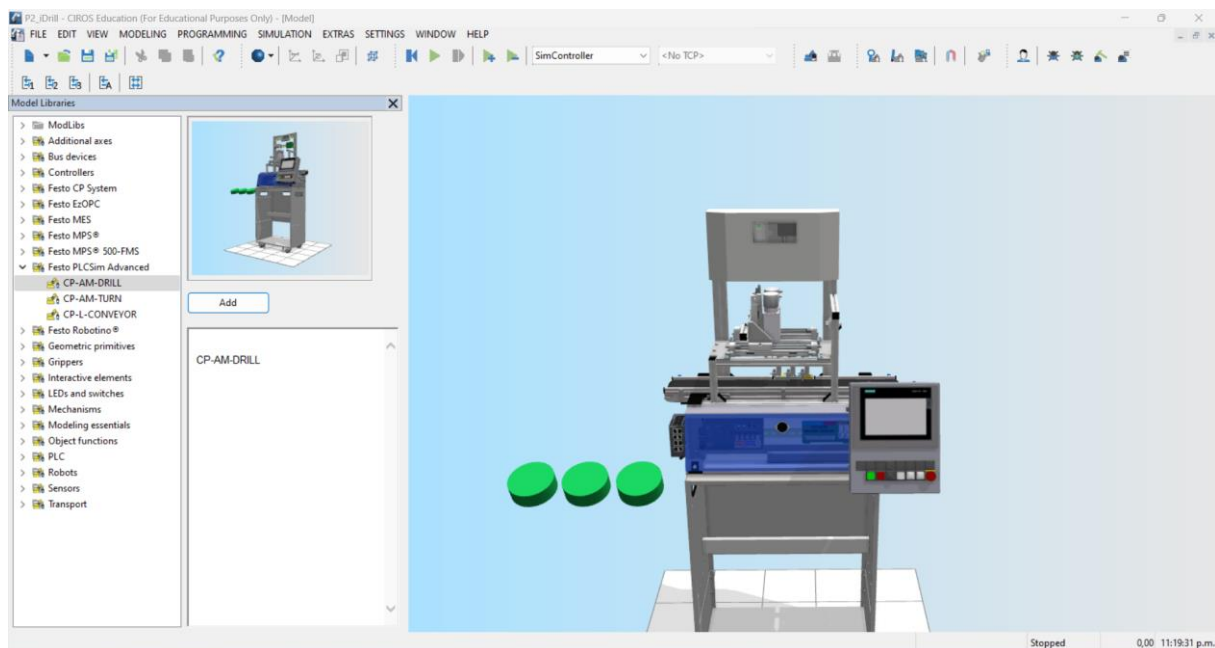 P2_iDrill - CIROS Education (For Educational Purposes Only) - [Model]
FILE EDIT VIEW MODELING PROGRAMMING SIMULATION EXTRAS SETTINGS WINDOW HELP
SimController
<No TCP>
Model Libraries
ModLibs
Additional axes
Bus devices
Controllers
Festo CP System
Festo EzOPC
Festo MES
Festo MPS®
Festo MPS® 500-FMS
Festo PLCSim Advanced
CP-AM-DRILL
CP-AM-TURN
CP-L-CONVEYOR
Festo Robotino®
Geometric primitives
Grippers
Interactive elements
LEDs and switches
Mechanisms
Modeling essentials
Object functions
PLC
Robots
Sensors
Transport
Add
CP-AM-DRILL
Stopped 0,00 11:19:31 p.m.